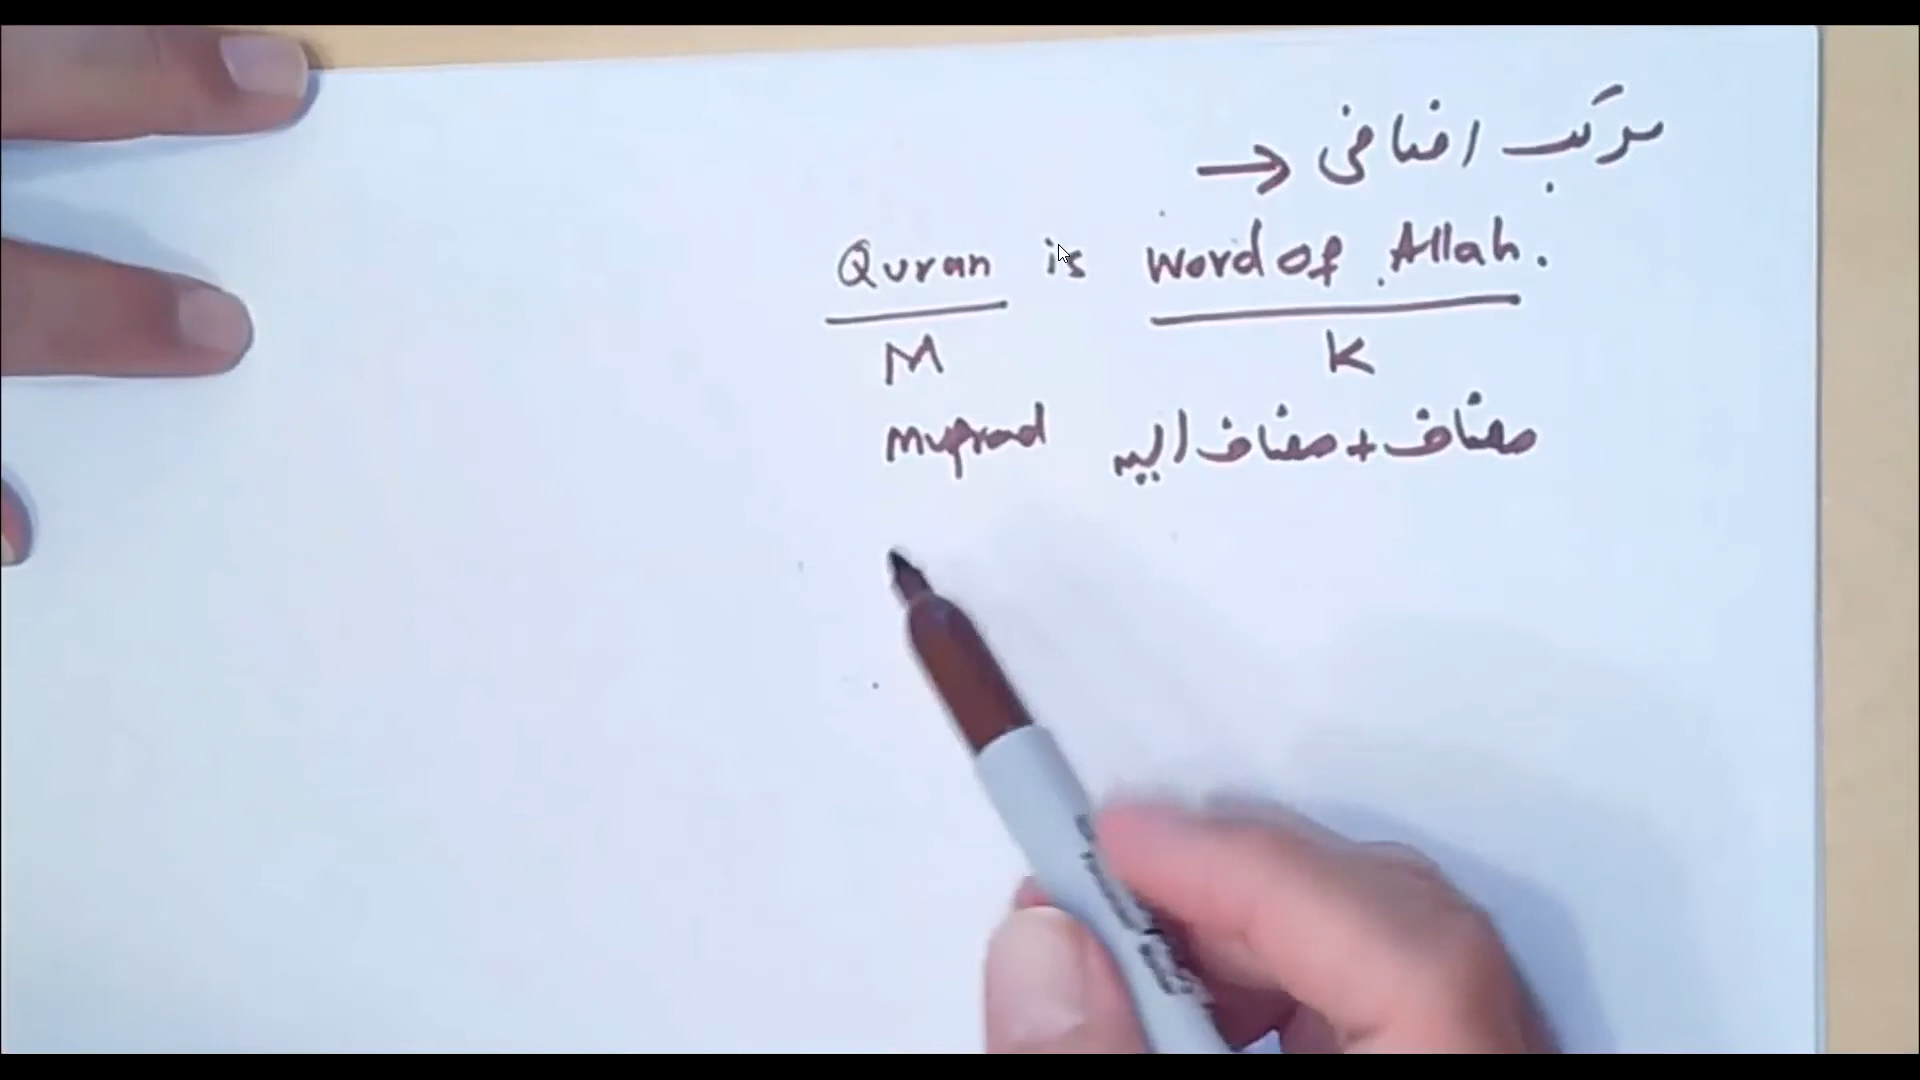 مرکب اضافی →
Quran is word of Allah.
M K
Mufrad مضاف + مضاف الیہ